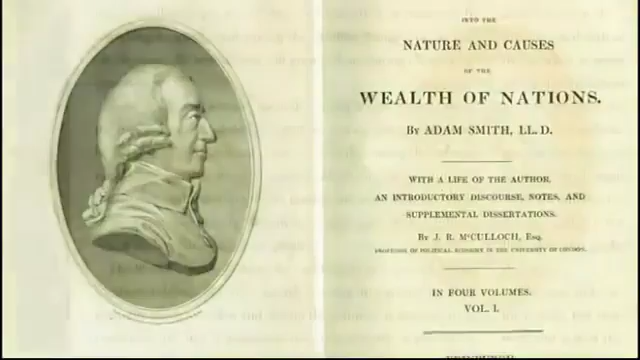 INTO THE
NATURE AND CAUSES
OF THE
WEALTH OF NATIONS.
BY ADAM SMITH, LL. D.
WITH A LIFE OF THE AUTHOR,
AN INTRODUCTORY DISCOURSE, NOTES, AND
SUPPLEMENTAL DISSERTATIONS.
BY J. R. McCULLOCH, ESQ.
PROFESSOR OF POLITICAL ECONOMY IN THE UNIVERSITY OF LONDON.
IN FOUR VOLUMES.
VOL. I.